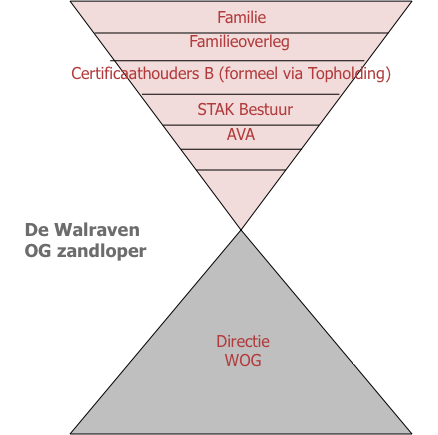 Familie
Familieoverleg
Certificaathouders B (formeel via Topholding)
STAK Bestuur
AVA
De Walraven
OG zandloper
Directie
WOG